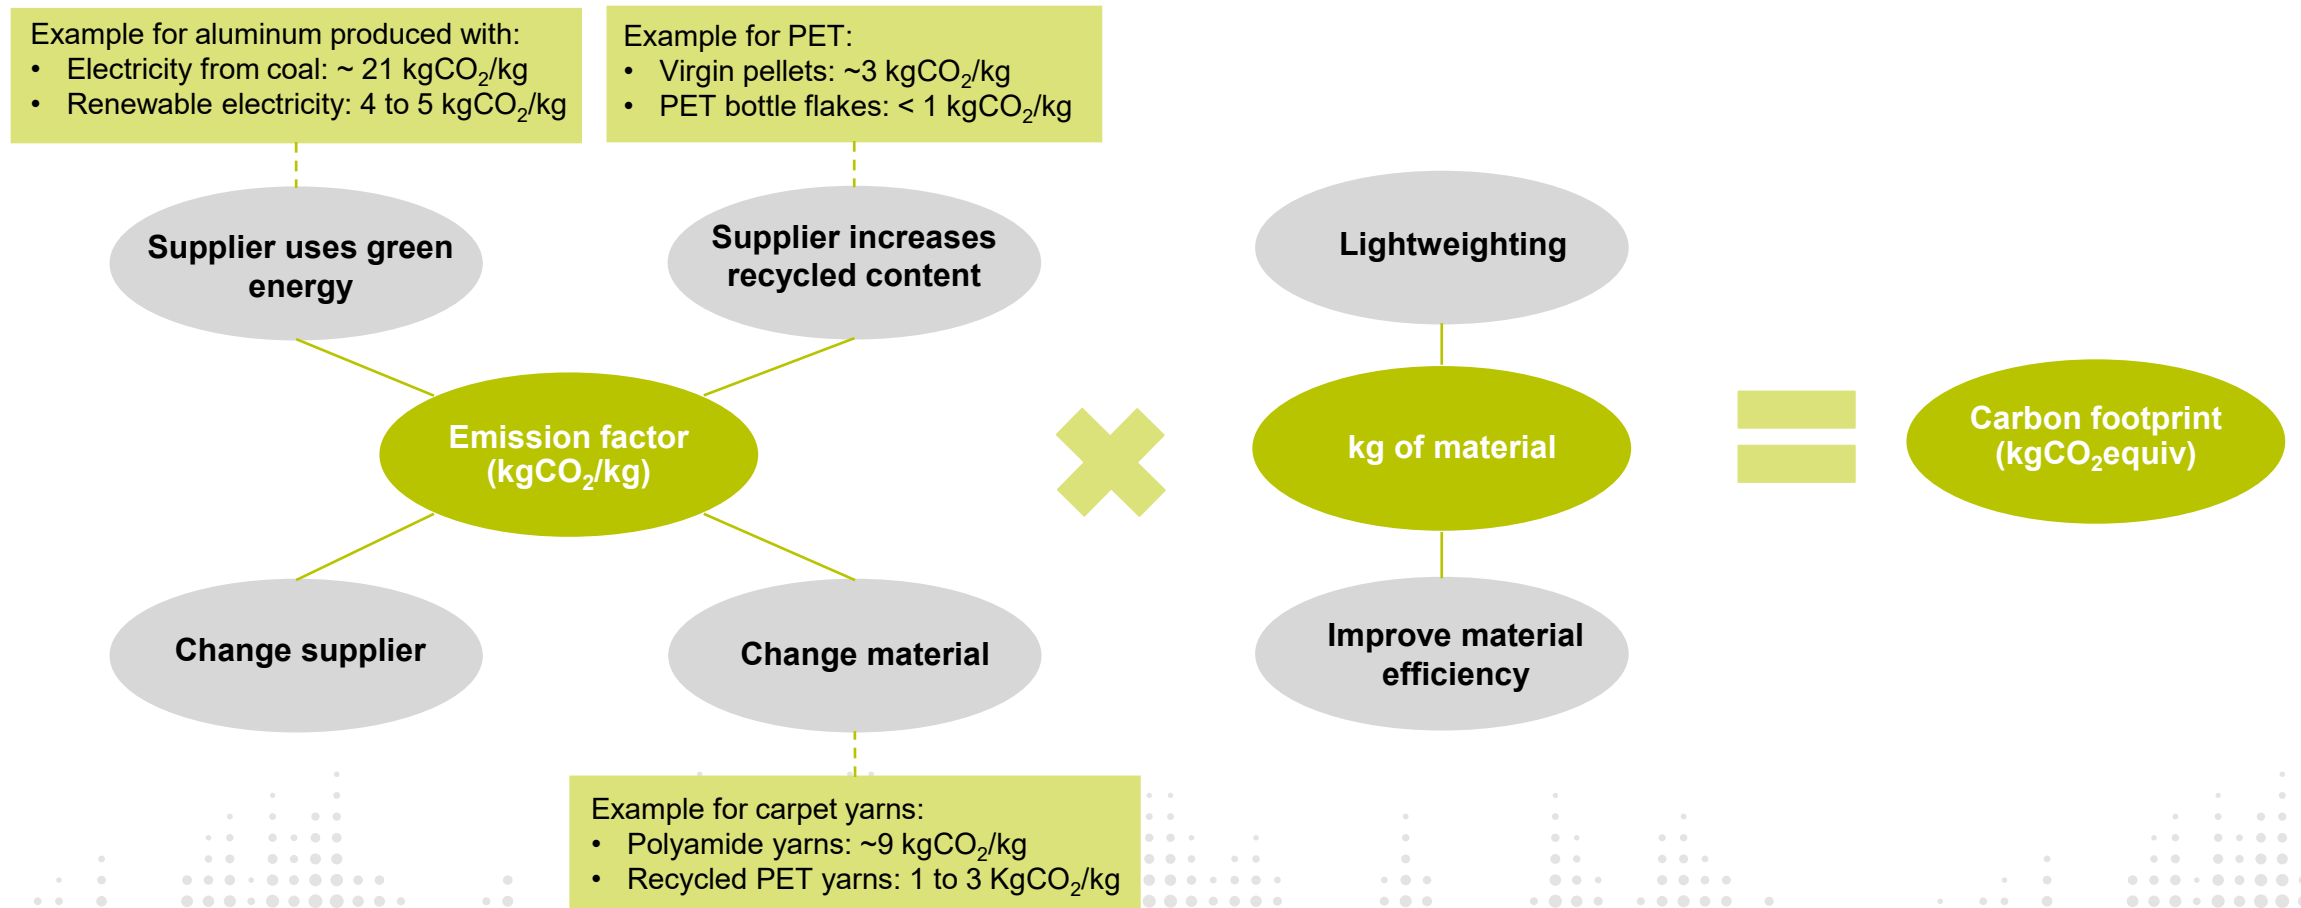 Example for aluminum produced with:
• Electricity from coal: ~ 21 kgCO₂/kg
• Renewable electricity: 4 to 5 kgCO₂/kg
Example for PET:
• Virgin pellets: ~3 kgCO₂/kg
• PET bottle flakes: < 1 kgCO₂/kg
Supplier uses green
energy
Supplier increases
recycled content
Lightweighting
Emission factor
(kgCO₂/kg)
kg of material
Carbon footprint
(kgCO₂equiv)
Change supplier
Change material
Improve material
efficiency
Example for carpet yarns:
• Polyamide yarns: ~9 kgCO₂/kg
• Recycled PET yarns: 1 to 3 KgCO₂/kg